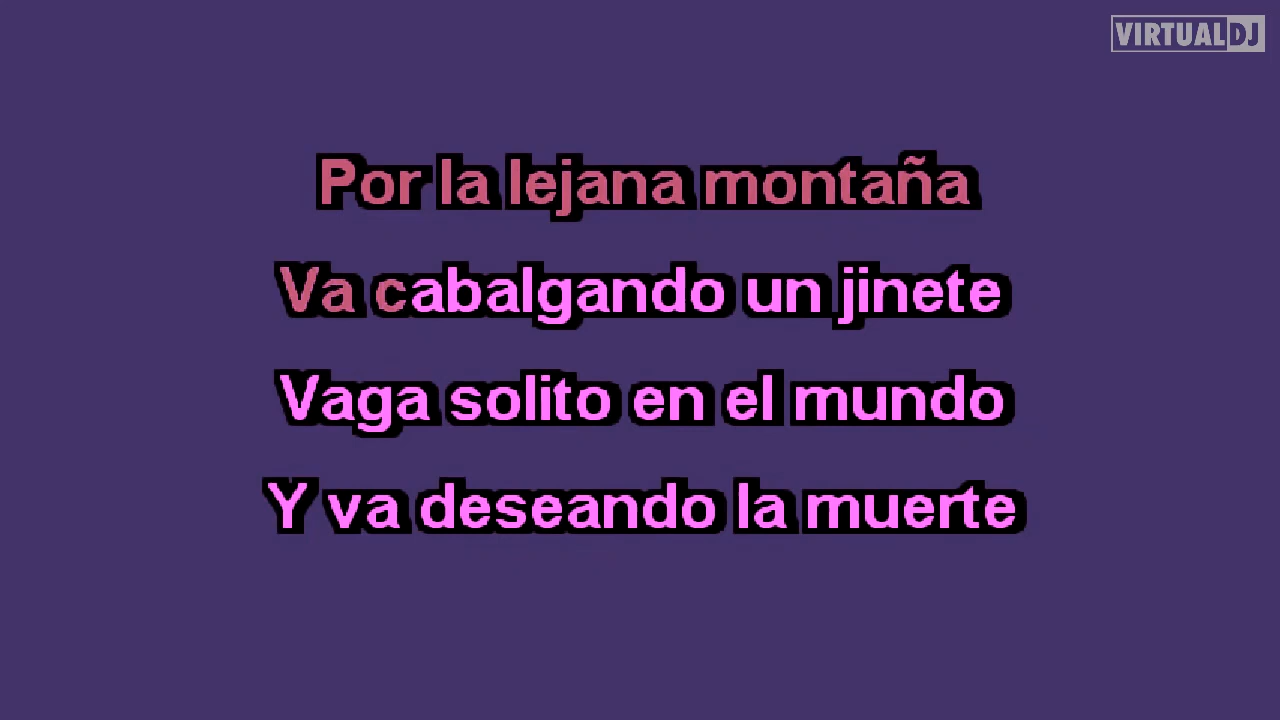 VIRTUALDJ
Por la lejana montaña
Va cabalgando un jinete
Vaga solito en el mundo
Y va deseando la muerte